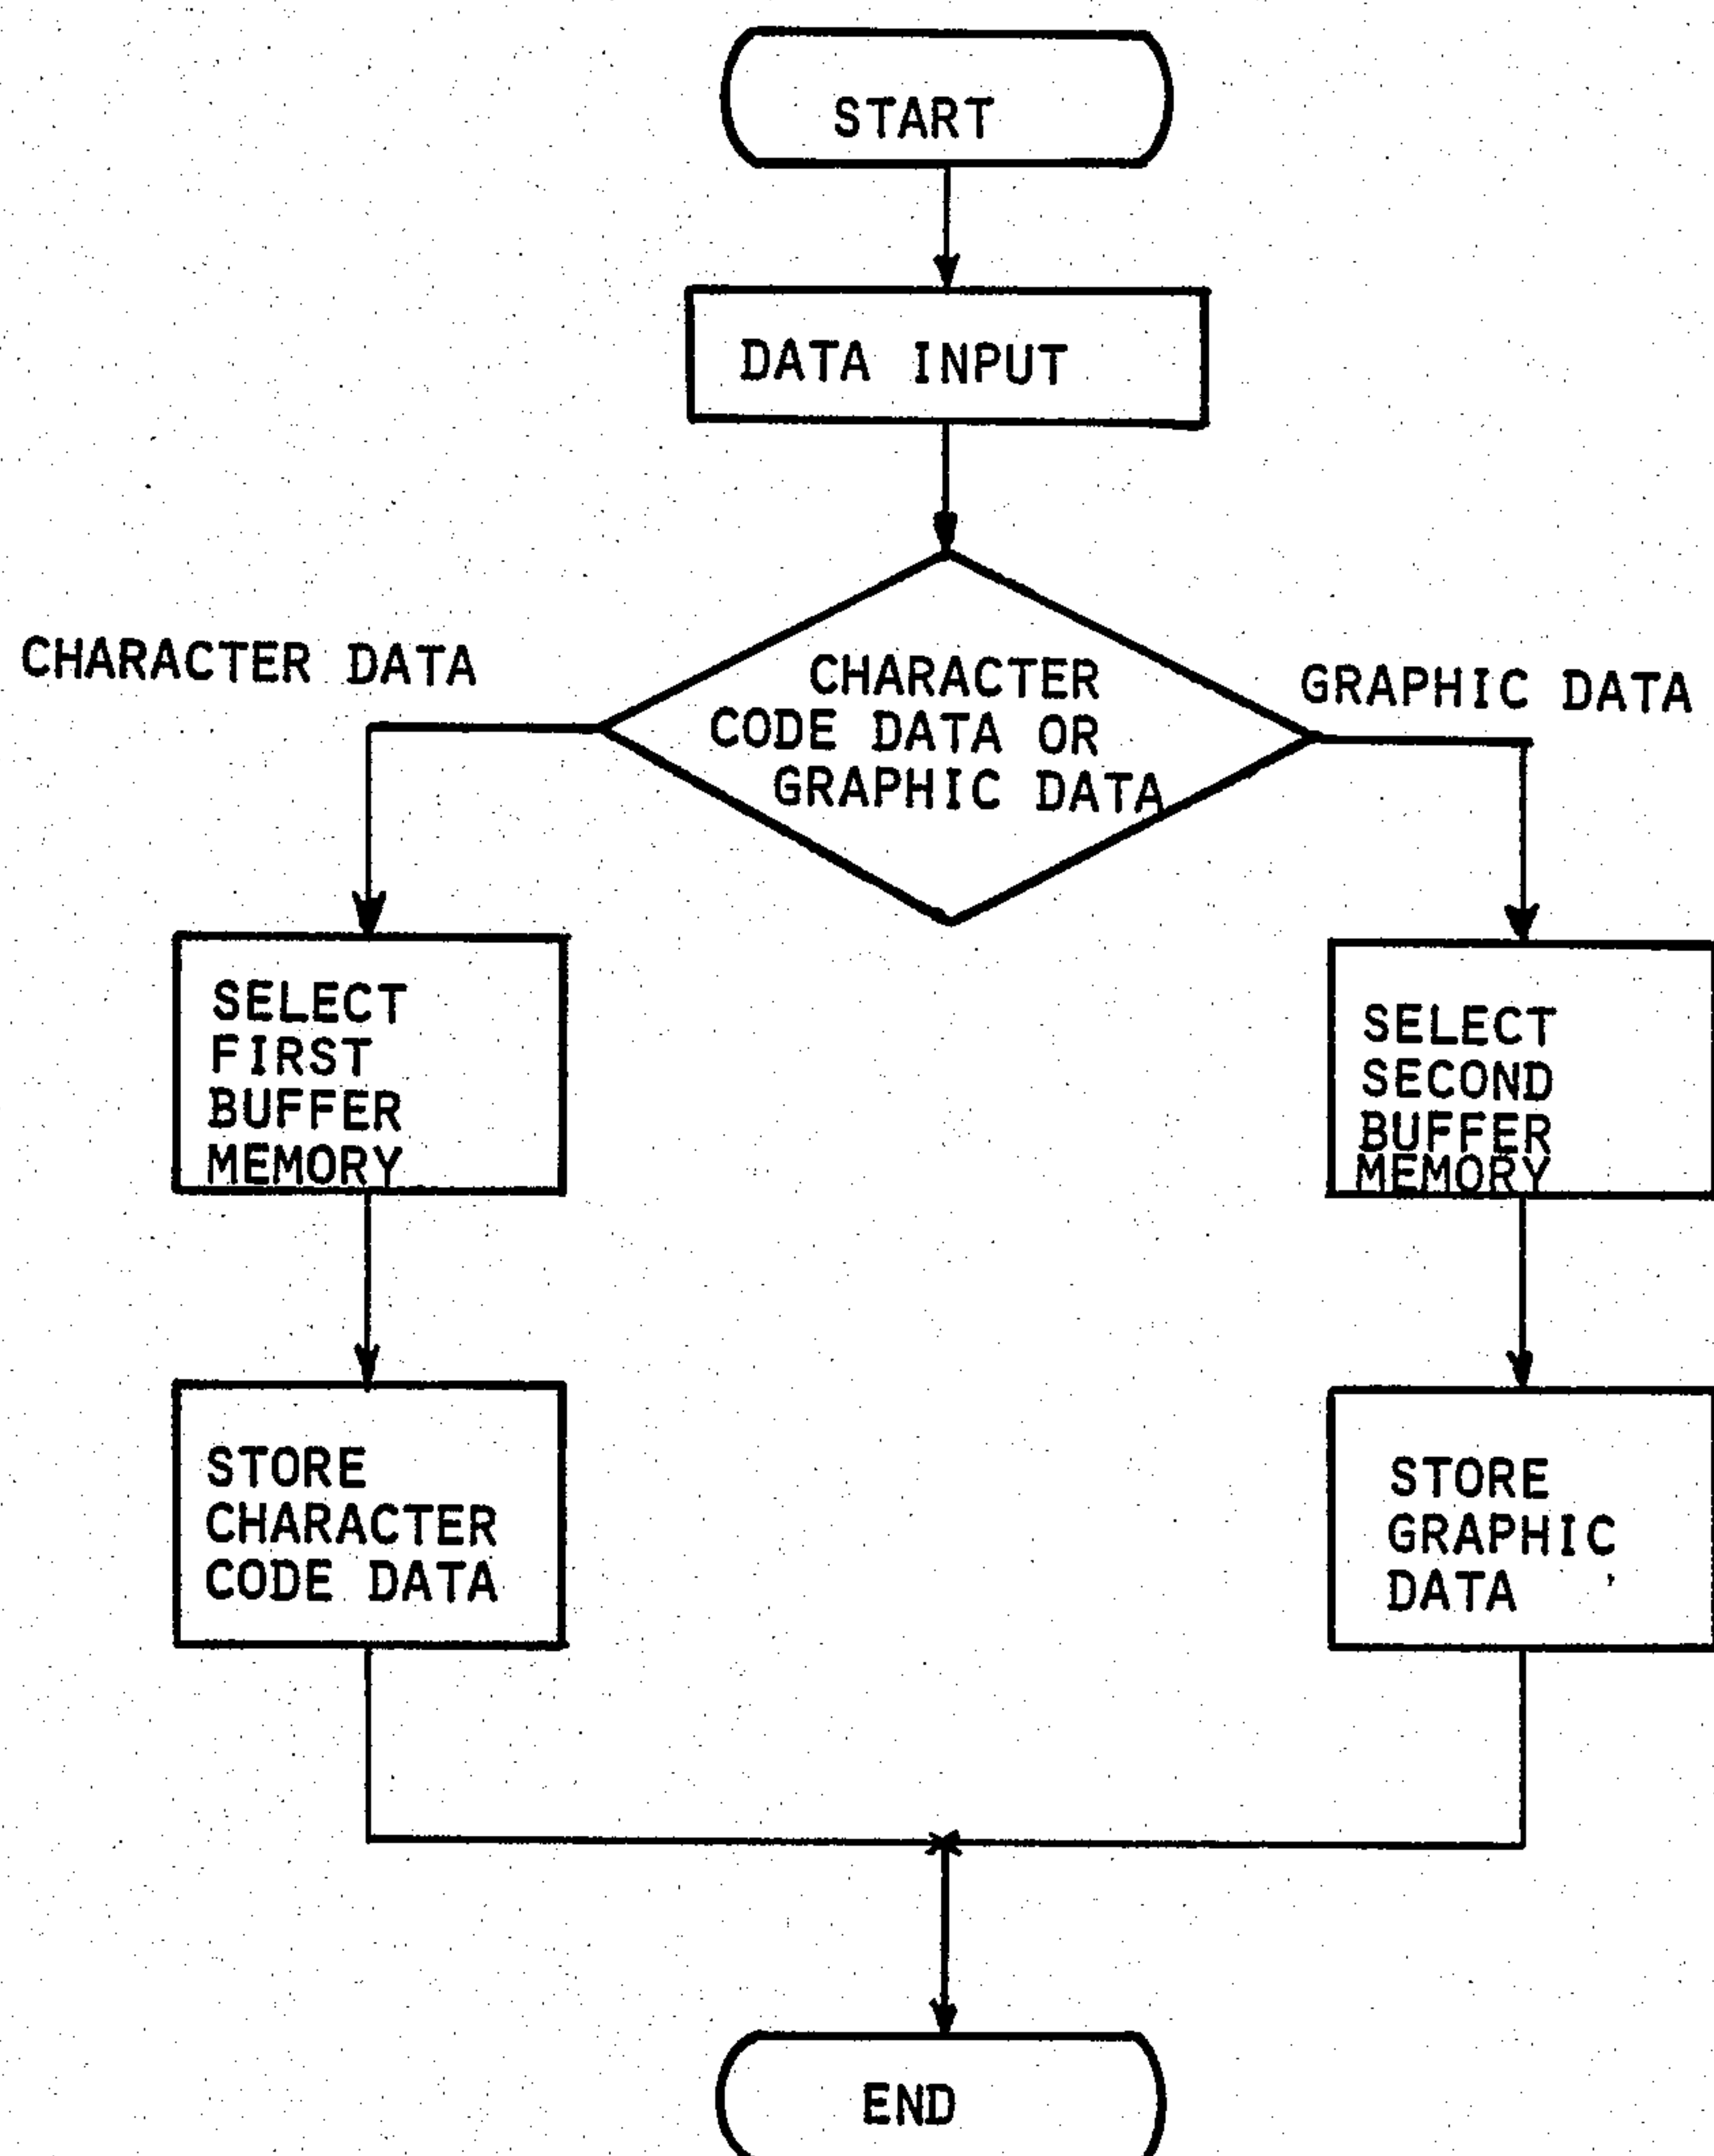 START
DATA INPUT
CHARACTER DATA
CHARACTER
CODE DATA OR
GRAPHIC DATA
GRAPHIC DATA
SELECT
FIRST
BUFFER
MEMORY
SELECT
SECOND
BUFFER
MEMORY
STORE
CHARACTER
CODE DATA
STORE
GRAPHIC
DATA
END